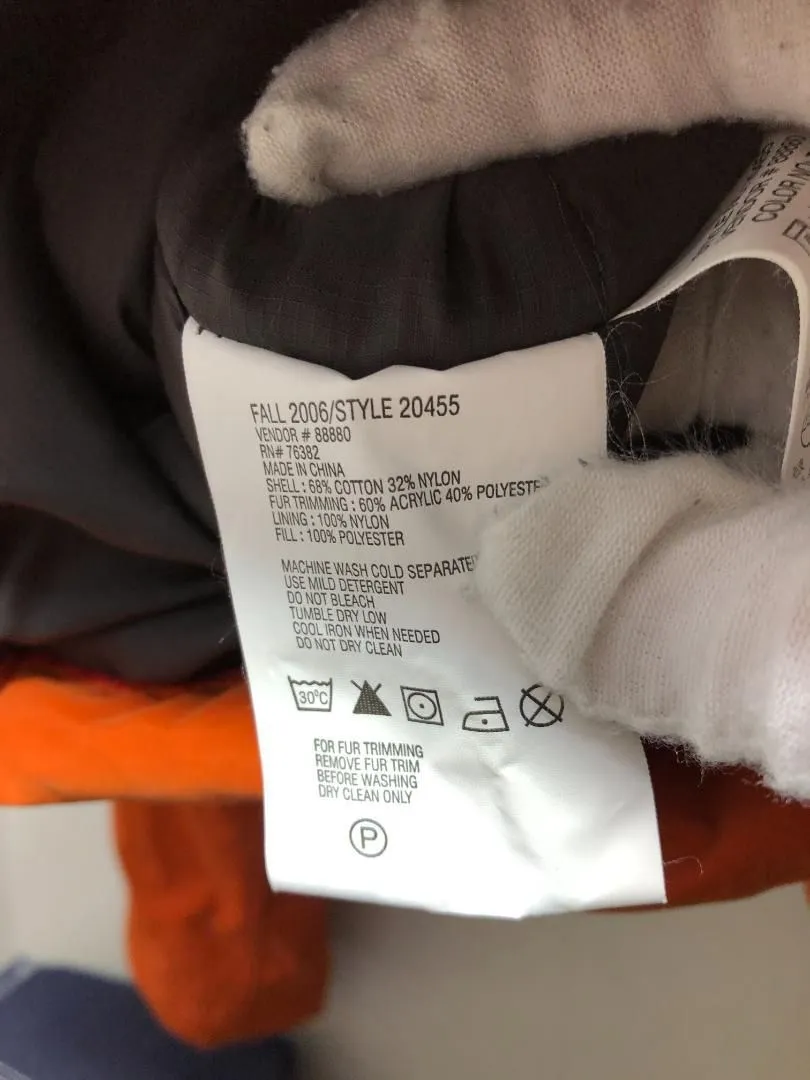 FALL 2006/STYLE 20455
VENDOR # 88880
RN# 76382
MADE IN CHINA
SHELL : 68% COTTON 32% NYLON
FUR TRIMMING : 60% ACRYLIC 40% POLYESTE
LINING : 100% NYLON
FILL : 100% POLYESTER
MACHINE WASH COLD SEPARATE
USE MILD DETERGENT
DO NOT BLEACH
TUMBLE DRY LOW
COOL IRON WHEN NEEDED
DO NOT DRY CLEAN
30°C
FOR FUR TRIMMING
REMOVE FUR TRIM
BEFORE WASHING
DRY CLEAN ONLY
P
COLOR NO